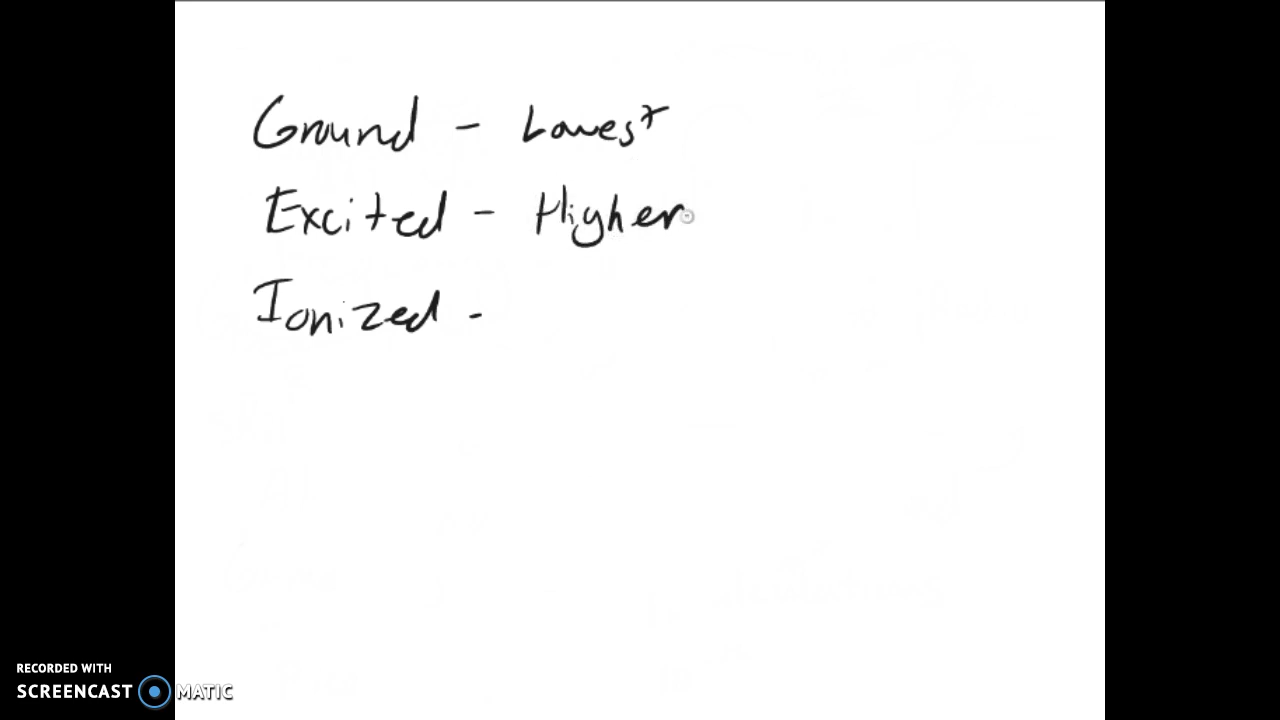 Ground - Lowest
Excited - Higher
Ionized -
RECORDED WITH
SCREENCAST MATIC